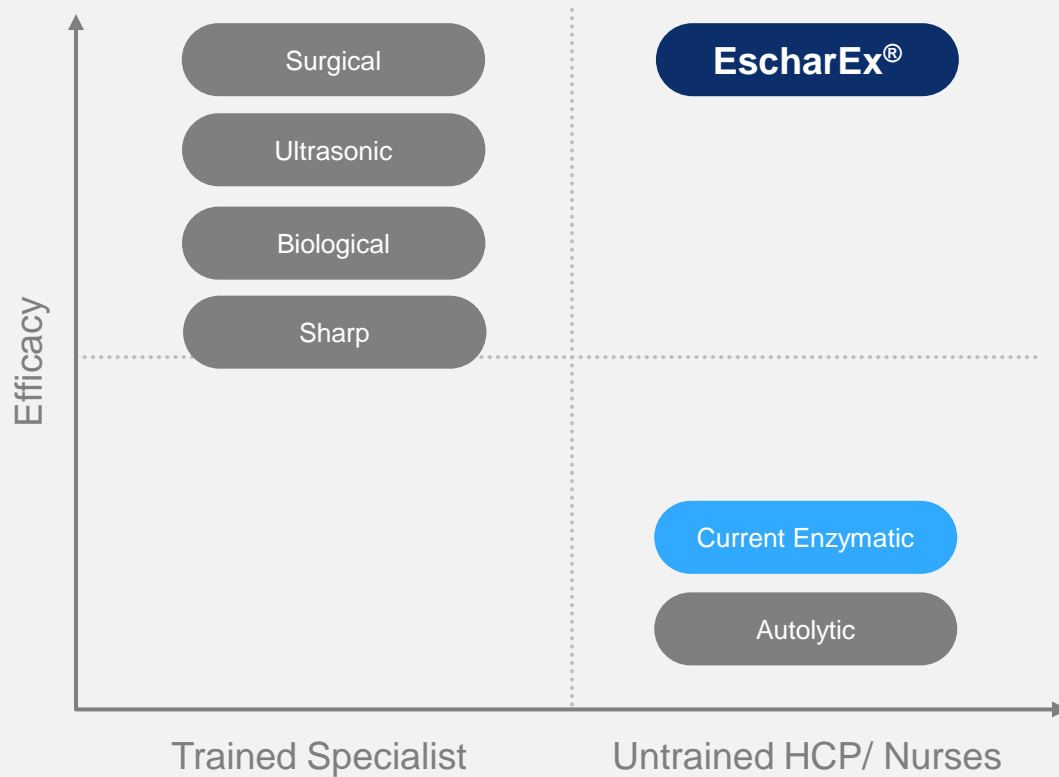 Surgical
EscharEx®
Ultrasonic
Biological
Sharp
Efficacy
Current Enzymatic
Autolytic
Trained Specialist
Untrained HCP/ Nurses